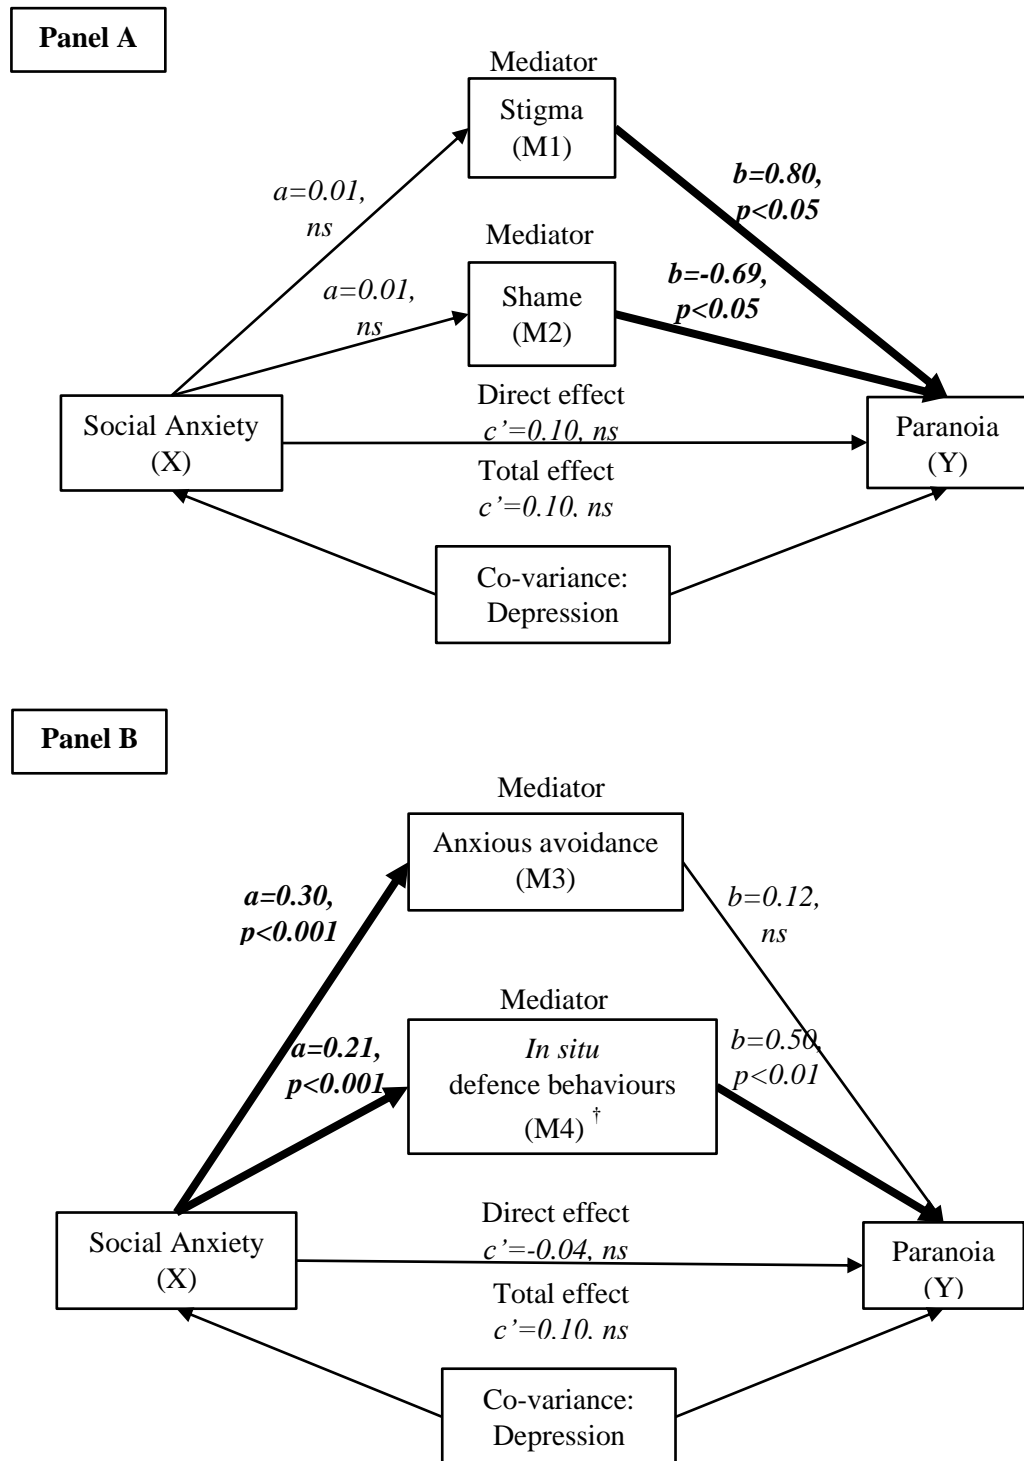 Panel A
Mediator
Stigma
(M1)
a=0.01,
ns
b=0.80,
p<0.05
Mediator
Shame
(M2)
a=0.01,
ns
b=-0.69,
p<0.05
Social Anxiety
(X)
Direct effect
c’=0.10, ns
Total effect
c’=0.10, ns
Paranoia
(Y)
Co-variance:
Depression
Panel B
Mediator
Anxious avoidance
(M3)
a=0.30,
p<0.001
b=0.12,
ns
Mediator
In situ
defence behaviours
(M4) †
a=0.21,
p<0.001
b=0.50,
p<0.01
Social Anxiety
(X)
Direct effect
c’=-0.04, ns
Total effect
c’=0.10, ns
Paranoia
(Y)
Co-variance:
Depression